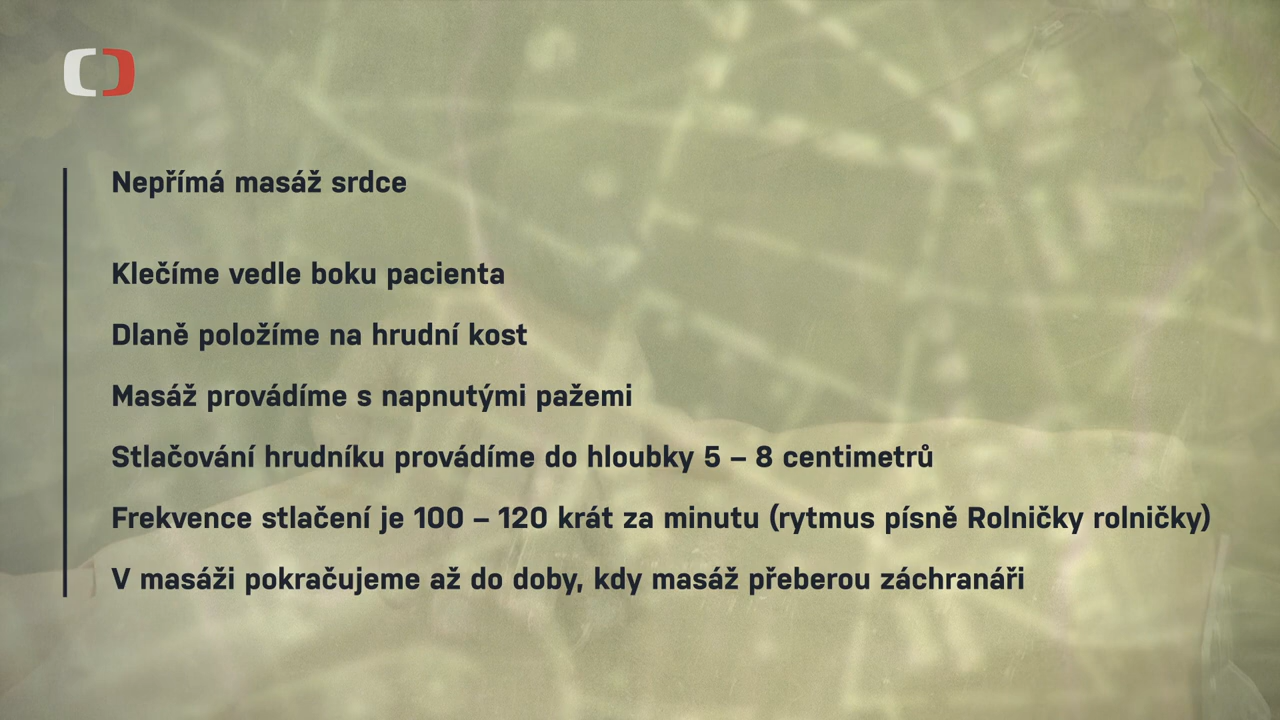 Nepřímá masáž srdce
Klečíme vedle boku pacienta
Dlaně položíme na hrudní kost
Masáž provádíme s napnutými pažemi
Stlačování hrudníku provádíme do hloubky 5 – 8 centimetrů
Frekvence stlačení je 100 – 120 krát za minutu (rytmus písně Rolničky rolničky)
V masáži pokračujeme až do doby, kdy masáž přeberou záchranáři